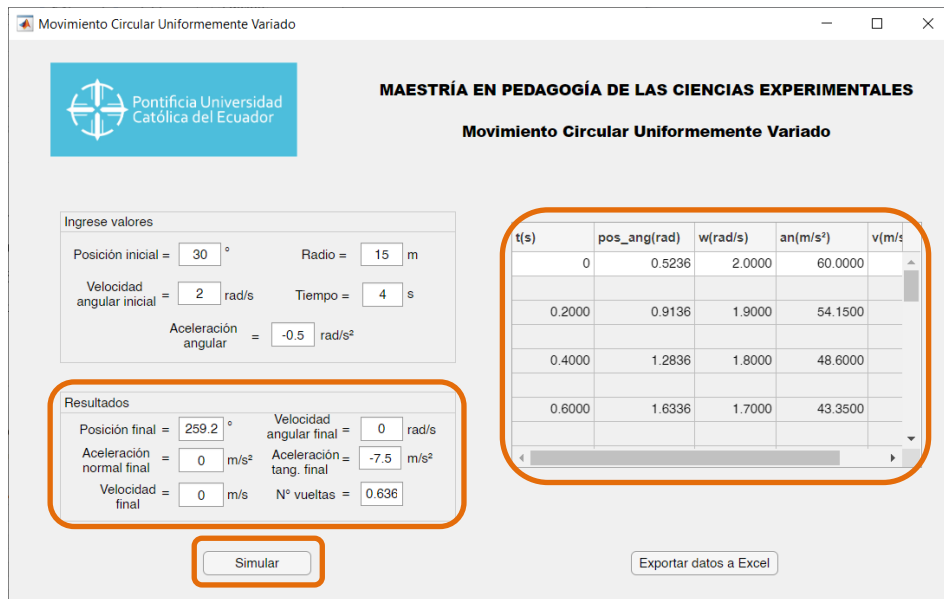 Movimiento Circular Uniformemente Variado
Pontificia Universidad
Católica del Ecuador
MAESTRÍA EN PEDAGOGÍA DE LAS CIENCIAS EXPERIMENTALES
Movimiento Circular Uniformemente Variado
Ingrese valores
Posición inicial = 30 ° Radio = 15 m
Velocidad
angular inicial = 2 rad/s Tiempo = 4 s
Aceleración
angular = -0.5 rad/s²
Resultados
Posición final = 259.2 ° Velocidad
angular final = 0 rad/s
Aceleración
normal final = 0 m/s² Aceleración
tang. final = -7.5 m/s²
Velocidad
final = 0 m/s N° vueltas = 0.636
Simular
t(s) pos_ang(rad) w(rad/s) an(m/s²) v(m/s
0 0.5236 2.0000 60.0000
0.2000 0.9136 1.9000 54.1500
0.4000 1.2836 1.8000 48.6000
0.6000 1.6336 1.7000 43.3500
Exportar datos a Excel